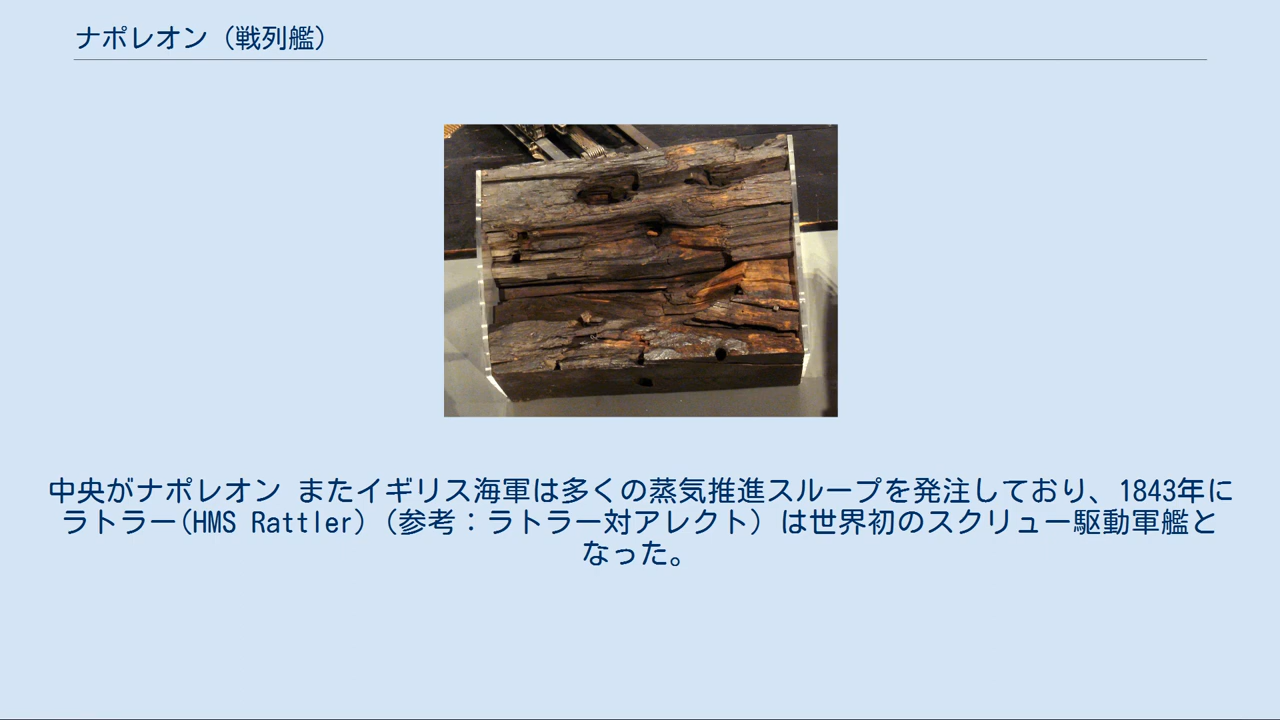 ナポレオン（戦列艦）
中央がナポレオン またイギリス海軍は多くの蒸気推進スループを発注しており、1843年に
ラトラー(HMS Rattler)（参考：ラトラー対アレクト）は世界初のスクリュー駆動軍艦と
なった。